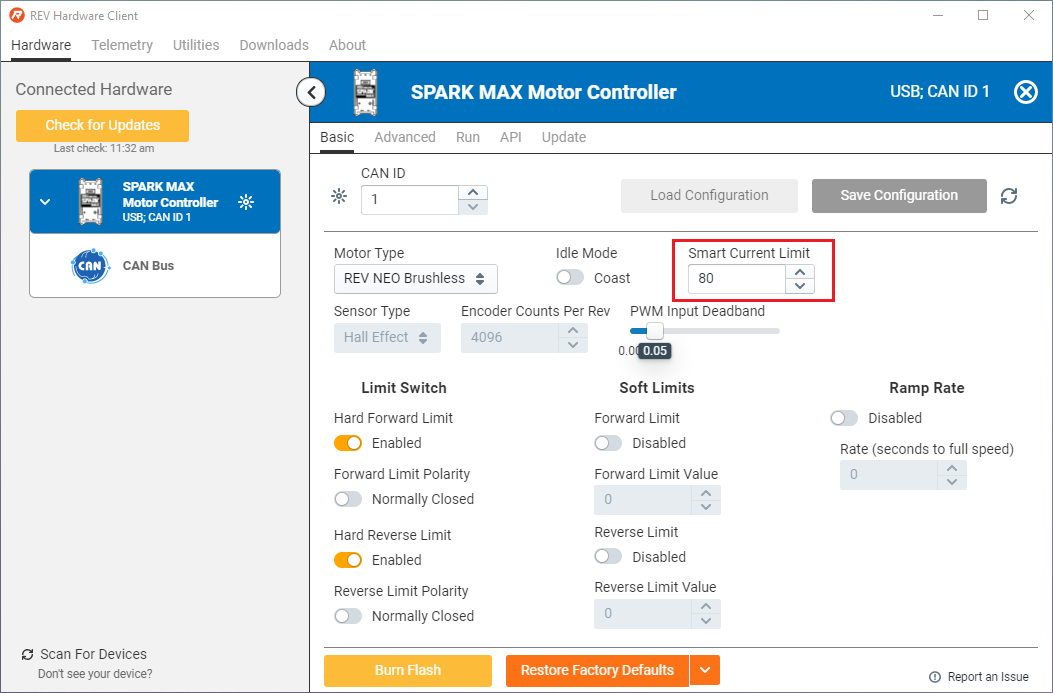 REV Hardware Client
Hardware Telemetry Utilities Downloads About
Connected Hardware
Check for Updates
Last check: 11:32 am
SPARK MAX
Motor Controller
USB; CAN ID 1
CAN
CAN Bus
Scan For Devices
Don't see your device?
SPARK MAX Motor Controller
USB; CAN ID 1
Basic Advanced Run API Update
CAN ID
1
Load Configuration
Save Configuration
Motor Type
REV NEO Brushless
Idle Mode
Coast
Smart Current Limit
80
Sensor Type
Hall Effect
Encoder Counts Per Rev
4096
PWM Input Deadband
0.00
0.05
Limit Switch
Hard Forward Limit
Enabled
Forward Limit Polarity
Normally Closed
Hard Reverse Limit
Enabled
Reverse Limit Polarity
Normally Closed
Soft Limits
Forward Limit
Disabled
Forward Limit Value
0
Reverse Limit
Disabled
Reverse Limit Value
0
Ramp Rate
Disabled
Rate (seconds to full speed)
0
Burn Flash
Restore Factory Defaults
Report an Issue